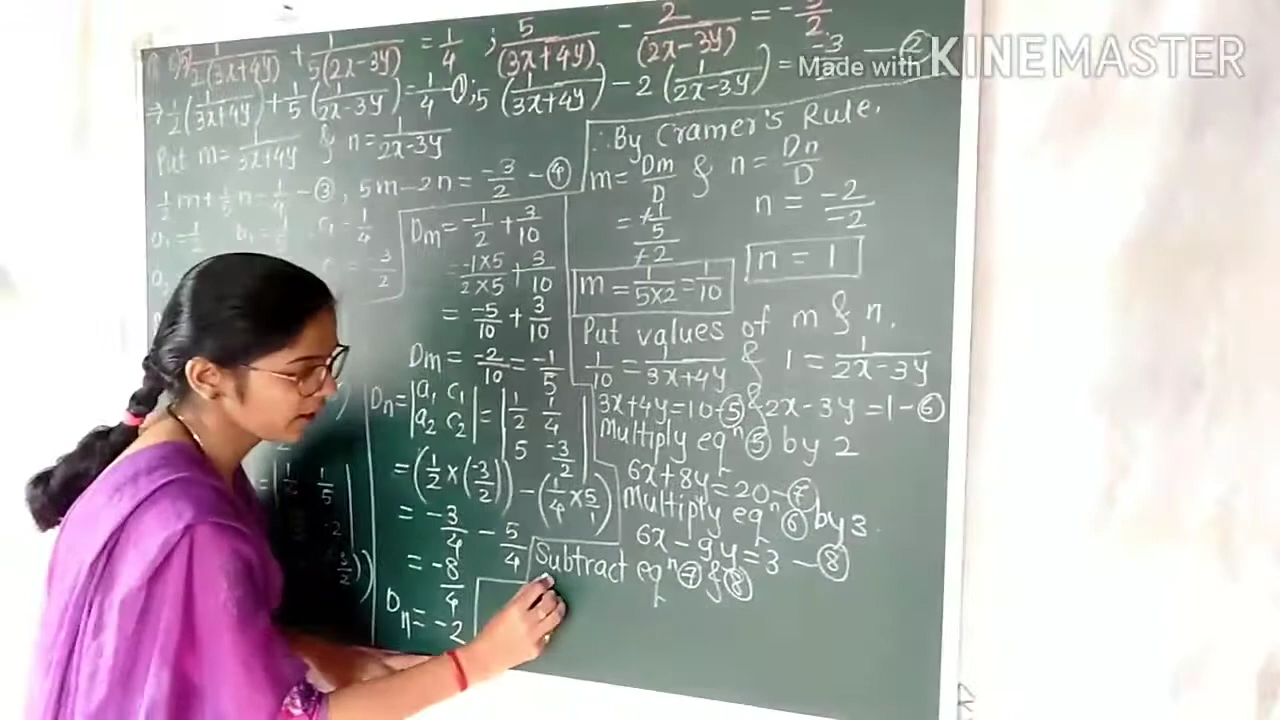 1/2(3x+4y) + 1/5(2x-3y) = 1/4 ; 5/(3x+4y) - 2/(2x-3y) = -3/2
⇒ 1/2(1/3x+4y) + 1/5(1/2x-3y) = 1/4 -①; 5(1/3x+4y) - 2(1/2x-3y) = -3 -②
Put m = 1/3x+4y & n = 1/2x-3y
1/2 m + 1/5 n = 1/4 -③, 5m - 2n = -3/2 -④
c₁ = 1/4
-3/2
1/5
-2
Dm = -1/2 + 3/10
= -1×5/2×5 + 3/10
= -5/10 + 3/10
Dm = -2/10 = -1/5
Dn = |a₁ c₁ a₂ c₂| = |1/2 1/4 5 -3/2|
= (1/2 × (-3/2)) - (1/4 × 5/1)
= -3/4 - 5/4
= -8/4
Dn = -2
∴ By Cramer's Rule.
m = Dm/D & n = Dn/D
= -1/5/-2
n = -2/-2
m = 1/5×2 = 1/10
n = 1
Put values of m & n.
1/10 = 1/3x+4y & 1 = 1/2x-3y
3x+4y=10-⑤ & 2x-3y=1-⑥
Multiply eqⁿ ⑤ by 2
6x+8y=20-⑦
Multiply eqⁿ ⑥ by 3.
6x-9y=3-⑧
Subtract eqⁿ ⑦ & ⑧
Made with KINEMASTER